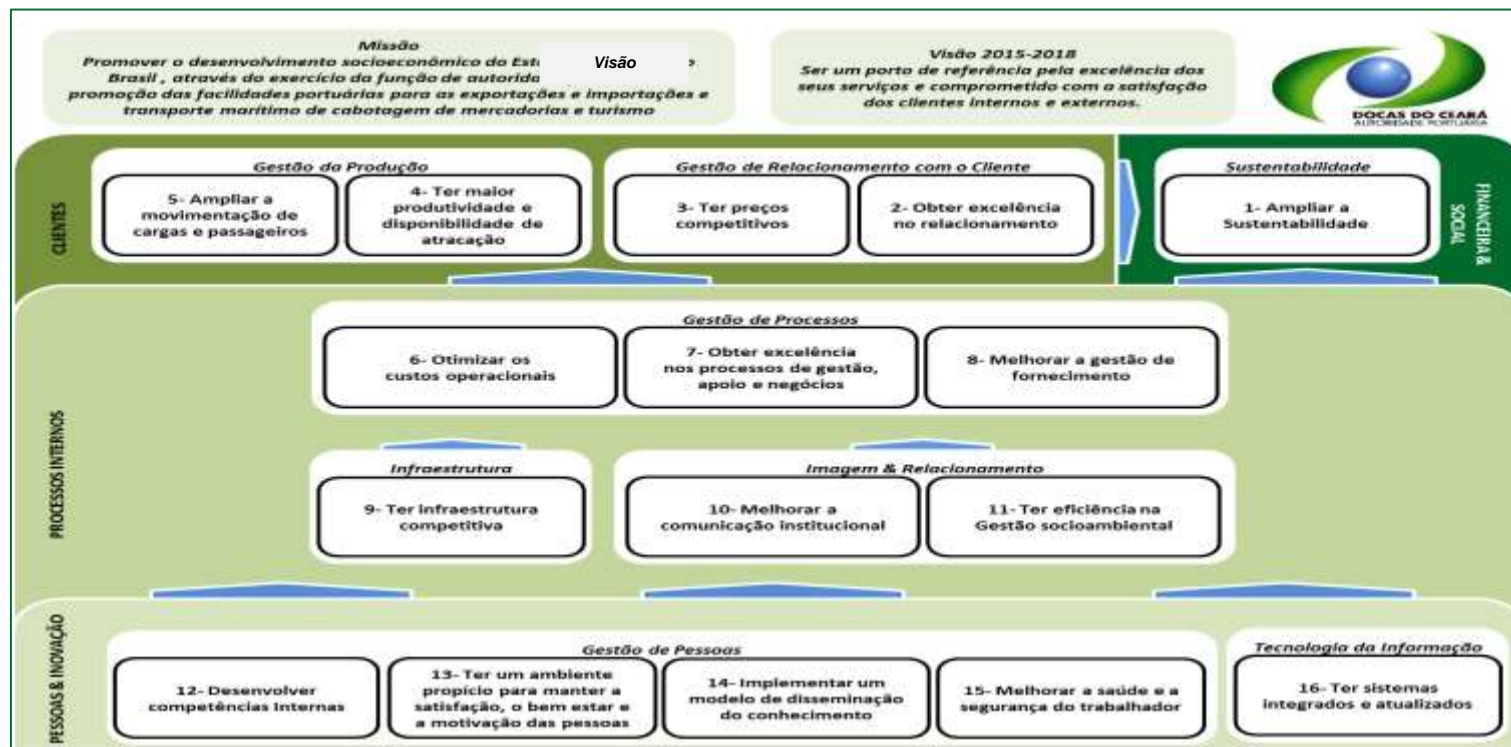 Missão
Promover o desenvolvimento socioeconômico do Est
Brasil , através do exercício da função de autorida
promoção das facilidades portuárias para as exportações e importações e
transporte marítimo de cabotagem de mercadorias e turismo
Visão
Visão 2015-2018
Ser um porto de referência pela excelência dos
seus serviços e comprometido com a satisfação
dos clientes internos e externos.
DOCAS DO CEARÁ
AUTORIDADE PORTUÁRIA
CLIENTES
Gestão da Produção
5- Ampliar a
movimentação de
cargas e passageiros
4- Ter maior
produtividade e
disponibilidade de
atracação
Gestão de Relacionamento com o Cliente
3- Ter preços
competitivos
2- Obter excelência
no relacionamento
Sustentabilidade
1- Ampliar a
Sustentabilidade
FINANCEIRA &
SOCIAL
PROCESSOS INTERNOS
Gestão de Processos
6- Otimizar os
custos operacionais
7- Obter excelência
nos processos de gestão,
apoio e negócios
8- Melhorar a gestão de
fornecimento
Infraestrutura
9- Ter infraestrutura
competitiva
Imagem & Relacionamento
10- Melhorar a
comunicação institucional
11- Ter eficiência na
Gestão socioambiental
PESSOAS & INOVAÇÃO
Gestão de Pessoas
12- Desenvolver
competências Internas
13- Ter um ambiente
propício para manter a
satisfação, o bem estar e
a motivação das pessoas
14- Implementar um
modelo de disseminação
do conhecimento
15- Melhorar a saúde e a
segurança do trabalhador
Tecnologia da Informação
16- Ter sistemas
integrados e atualizados